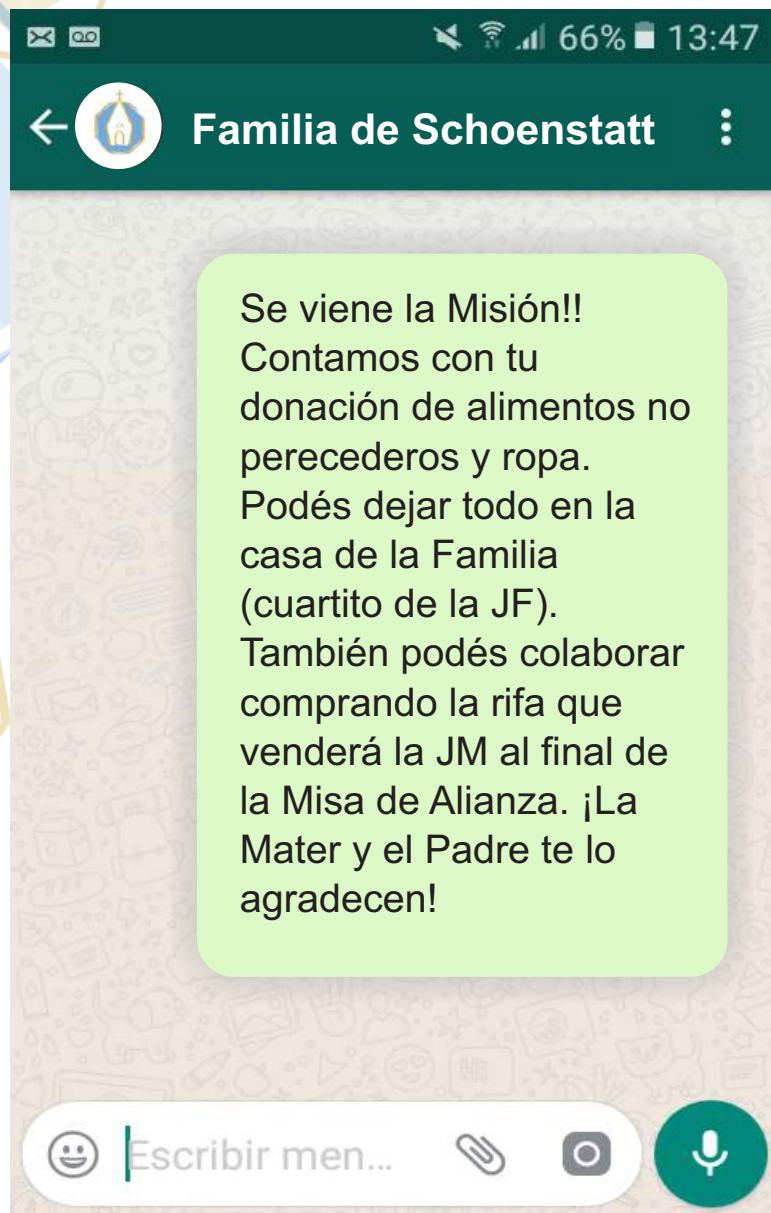 66% 13:47
Familia de Schoenstatt
Se viene la Misión!!
Contamos con tu
donación de alimentos no
perecederos y ropa.
Podés dejar todo en la
casa de la Familia
(cuartito de la JF).
También podés colaborar
comprando la rifa que
venderá la JM al final de
la Misa de Alianza. ¡La
Mater y el Padre te lo
agradecen!
Escribir men...